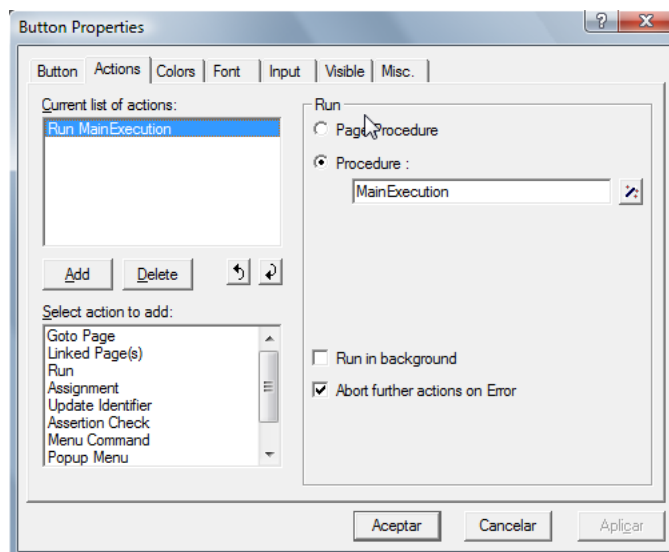 Button Properties
Button Actions Colors Font Input Visible Misc.
Current list of actions:
Run MainExecution
Add Delete
Select action to add:
Goto Page
Linked Page(s)
Run
Assignment
Update Identifier
Assertion Check
Menu Command
Popup Menu
Run
Page Procedure
Procedure :
MainExecution
Run in background
Abort further actions on Error
Aceptar Cancelar Aplicar